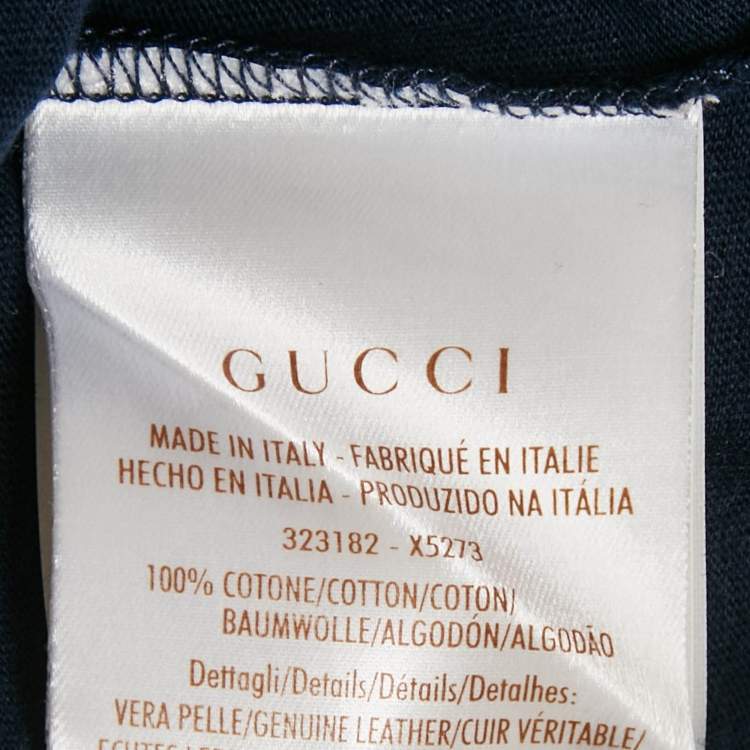 GUCCI
MADE IN ITALY - FABRIQUÉ EN ITALIE
HECHO EN ITALIA - PRODUZIDO NA ITÁLIA
323182 - X5273
100% COTONE/COTTON/COTON/
BAUMWOLLE/ALGODÓN/ALGODÃO
Dettagli/Details/Détails/Detalhes:
VERA PELLE/GENUINE LEATHER/CUIR VÉRITABLE/